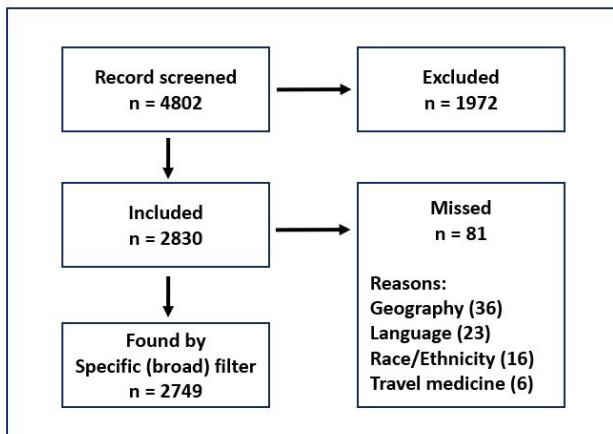 Record screened
n = 4802
Excluded
n = 1972
Included
n = 2830
Missed
n = 81
Reasons:
Geography (36)
Language (23)
Race/Ethnicity (16)
Travel medicine (6)
Found by
Specific (broad) filter
n = 2749